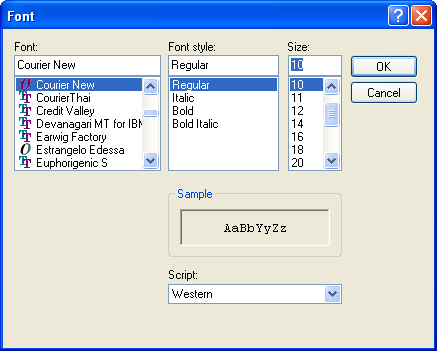 Font
Font:
Font style:
Size:
Courier New
Regular
10
OK
Cancel
Courier New
CourierThai
Credit Valley
Devanagari MT for IBM
Earwig Factory
Estrangelo Edessa
Euphorigenic S
Regular
Italic
Bold
Bold Italic
10
11
12
14
16
18
20
Sample
AaBbYyZz
Script:
Western